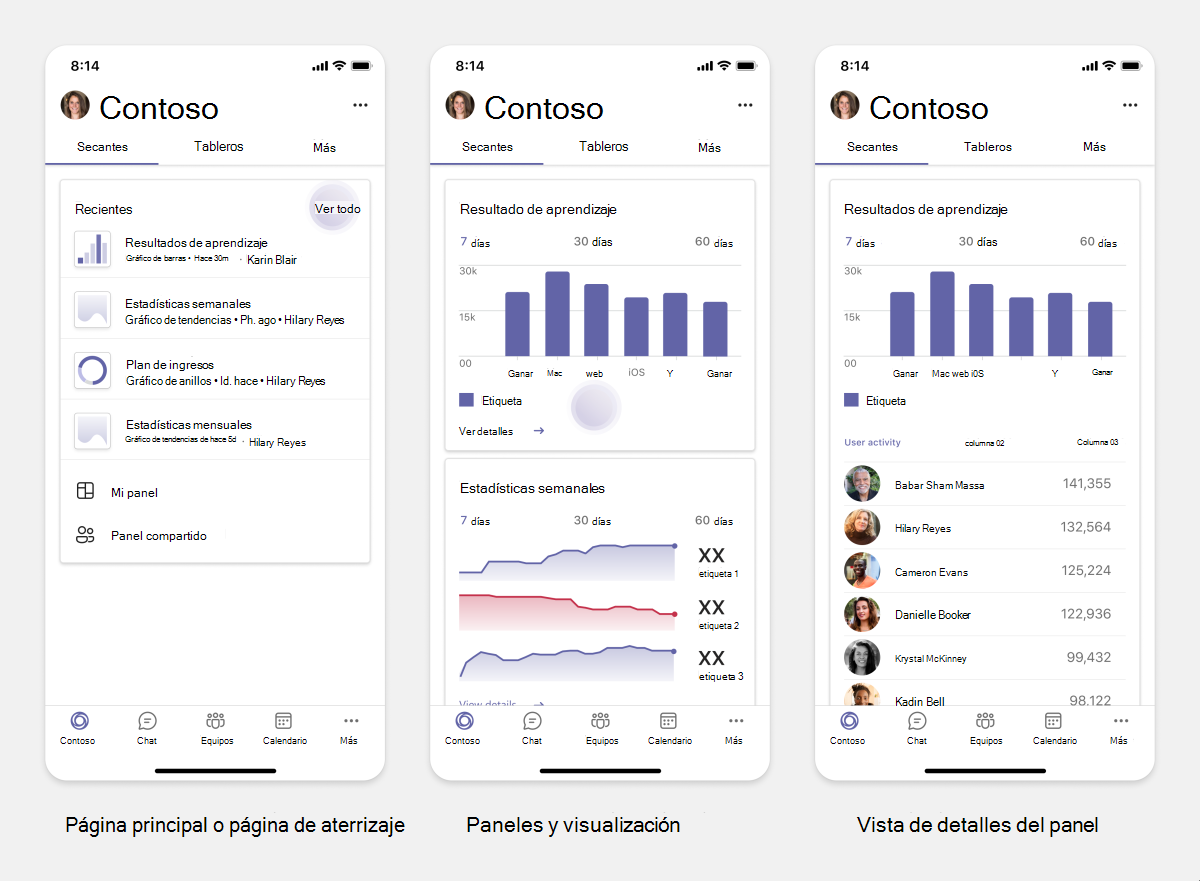 8:14
Contoso
Secantes Tableros Más
Recientes Ver todo
Resultados de aprendizaje
Gráfico de barras • Hace 30m · Karin Blair
Estadísticas semanales
Gráfico de tendencias • Ph. ago • Hilary Reyes
Plan de ingresos
Gráfico de anillos • Id. hace • Hilary Reyes
Estadísticas mensuales
Gráfico de tendencias de hace 5d · Hilary Reyes
Mi panel
Panel compartido
Contoso Chat Equipos Calendario Más
Página principal o página de aterrizaje
8:14
Contoso
Secantes Tableros Más
Resultado de aprendizaje
7 días 30 días 60 días
30k
15k
00
Ganar Mac web iOS Y Ganar
Etiqueta
Ver detalles
Estadísticas semanales
7 días 30 días 60 días
XX
etiqueta 1
XX
etiqueta 2
XX
etiqueta 3
View details
Contoso Chat Equipos Calendario Más
Paneles y visualización
8:14
Contoso
Secantes Tableros Más
Resultados de aprendizaje
7 días 30 días 60 días
30k
15k
00
Ganar Mac web iOS Y Ganar
Etiqueta
User activity columna 02 Columna 03
Babar Sham Massa 141,355
Hilary Reyes 132,564
Cameron Evans 125,224
Danielle Booker 122,936
Krystal McKinney 99,432
Kadin Bell 98.122
Contoso Chat Equipos Calendario Más
Vista de detalles del panel